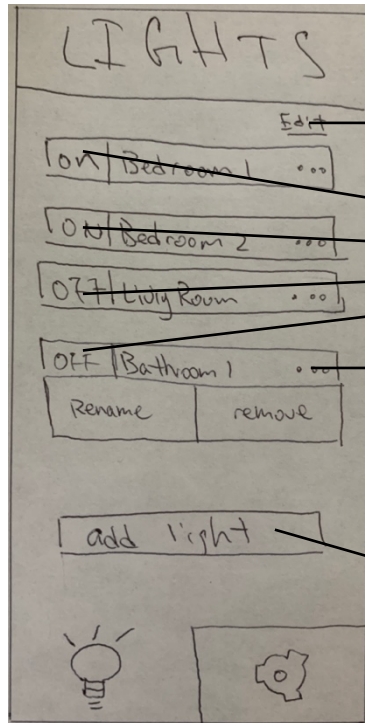 LIGHTS
Edit
ON Bedroom 1 ...
ON Bedroom 2 ...
OFF Living Room ...
OFF Bathroom 1 ...
Rename remove
add light